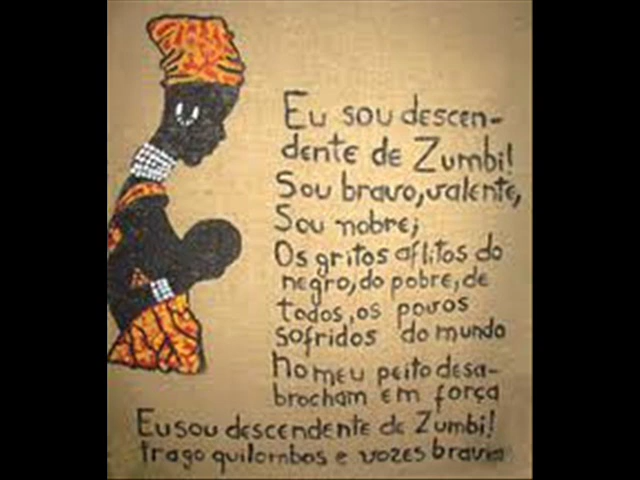 Eu sou descen-
dente de Zumbi!
Sou bravo, valente,
Sou nobre;
Os gritos aflitos do
negro, do pobre, de
todos, os povos
sofridos do mundo
No meu peito desa-
brocham em força
Eu sou descendente de Zumbi!
trago quilombos e vozes bravias